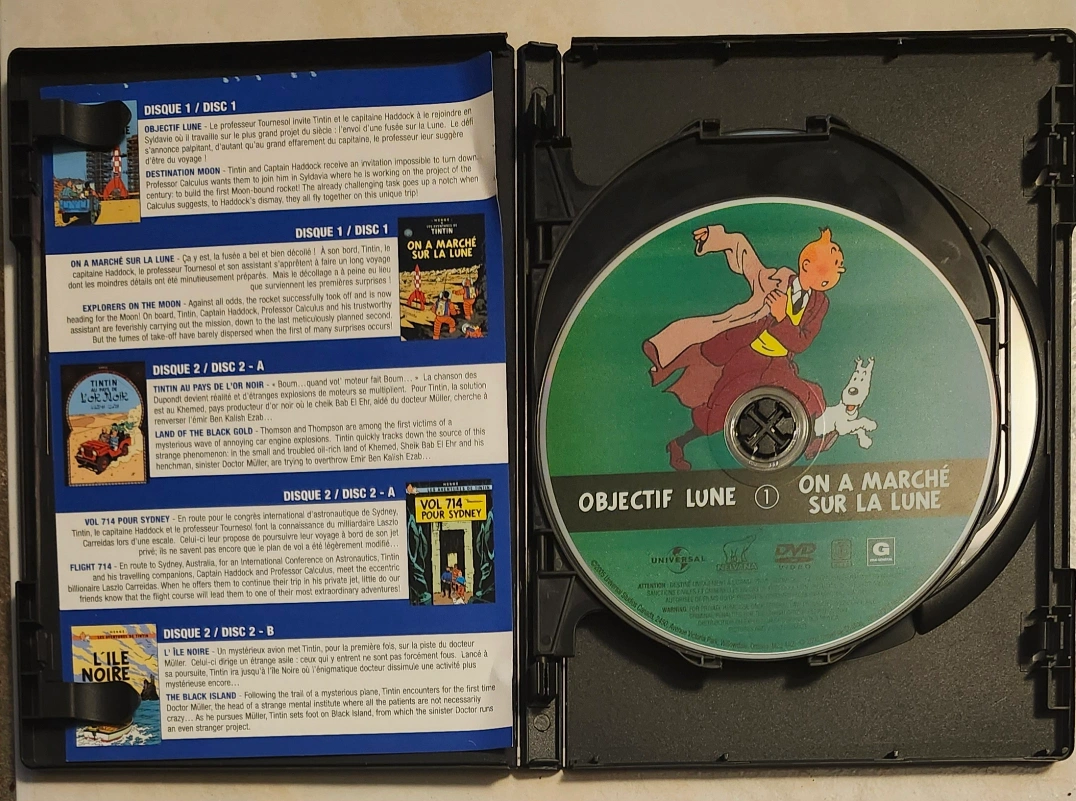 DISQUE 1 / DISC 1
OBJECTIF LUNE - Le professeur Tournesol invite Tintin et le capitaine Haddock à le rejoindre en
Syldavie où il travaille sur le plus grand projet du siècle : l'envoi d'une fusée sur la Lune. Le défi
s'annonce palpitant, d'autant qu'au grand effarement du capitaine, le professeur leur suggère
d'être du voyage !
DESTINATION MOON - Tintin and Captain Haddock receive an invitation impossible to turn down.
Professor Calculus wants them to join him in Syldavia where he is working on the project of the
century: to build the first Moon-bound rocket! The already challenging task goes up a notch when
Calculus suggests, to Haddock's dismay, they all fly together on this unique trip!
DISQUE 1 / DISC 1
ON A MARCHÉ SUR LA LUNE - Ça y est, la fusée a bel et bien décollé ! À son bord, Tintin, le
capitaine Haddock, le professeur Tournesol et son assistant s'apprêtent à faire un long voyage
dont les moindres détails ont été minutieusement préparés. Mais le décollage a à peine eu lieu
que surviennent les premières surprises !
EXPLORERS ON THE MOON - Against all odds, the rocket successfully took off and is now
heading for the Moon! On board, Tintin, Captain Haddock, Professor Calculus and his trustworthy
assistant are feverishly carrying out the mission, down to the last meticulously planned second.
But the fumes of take-off have barely dispersed when the first of many surprises occurs!
HERGÉ
LES AVENTURES DE
TINTIN
ON A MARCHÉ
SUR LA LUNE
DISQUE 2 / DISC 2 - A
TINTIN AU PAYS DE L'OR NOIR - « Boum...quand vot' moteur fait Boum... » La chanson des
Dupondt devient réalité et d'étranges explosions de moteurs se multiplient. Pour Tintin, la solution
est au Khemed, pays producteur d'or noir où le cheik Bab El Ehr, aidé du docteur Müller, cherche à
renverser l'émir Ben Kalish Ezab...
LAND OF THE BLACK GOLD - Thomson and Thompson are among the first victims of a
mysterious wave of annoying car engine explosions. Tintin quickly tracks down the source of this
strange phenomenon: in the small and troubled oil-rich land of Khemed, Sheik Bab El Ehr and his
henchman, sinister Doctor Müller, are trying to overthrow Emir Ben Kalish Ezab...
TINTIN
AU PAYS DE
L'OR NOIR
DISQUE 2 / DISC 2 - A
VOL 714 POUR SYDNEY - En route pour le congrès international d'astronautique de Sydney,
Tintin, le capitaine Haddock et le professeur Tournesol font la connaissance du milliardaire Laszlo
Carreidas lors d'une escale. Celui-ci leur propose de poursuivre leur voyage à bord de son jet
privé; ils ne savent pas encore que le plan de vol a été légèrement modifié...
FLIGHT 714 - En route to Sydney, Australia, for an International Conference on Astronautics, Tintin
and his travelling companions, Captain Haddock and Professor Calculus, meet the eccentric
billionaire Laszlo Carreidas. When he offers them to continue their trip in his private jet, little do our
friends know that the flight course will lead them to one of their most extraordinary adventures!
HERGÉ
LES AVENTURES DE TINTIN
VOL 714
POUR SYDNEY
DISQUE 2 / DISC 2 - B
L' ÎLE NOIRE - Un mystérieux avion met Tintin, pour la première fois, sur la piste du docteur
Müller. Celui-ci dirige un étrange asile : ceux qui y entrent ne sont pas forcément fous. Lancé à
sa poursuite, Tintin ira jusqu'à l'île Noire où l'énigmatique docteur dissimule une activité plus
mystérieuse encore...
THE BLACK ISLAND - Following the trail of a mysterious plane, Tintin encounters for the first time
Doctor Müller, the head of a strange mental institute where all the patients are not necessarily
crazy... As he pursues Müller, Tintin sets foot on Black Island, from which the sinister Doctor runs
an even stranger project.
HERGÉ
LES AVENTURES DE TINTIN
L'ILE
NOIRE
OBJECTIF LUNE 1 ON A MARCHÉ
SUR LA LUNE
UNIVERSAL
NELVANA
DVD
VIDEO
G
ATTENTION
WARNING